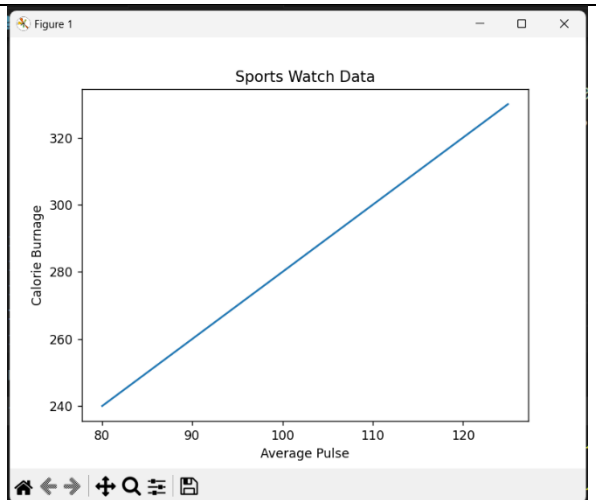 Figure 1
Sports Watch Data
320
300
280
260
240
Calorie Burnage
80 90 100 110 120
Average Pulse